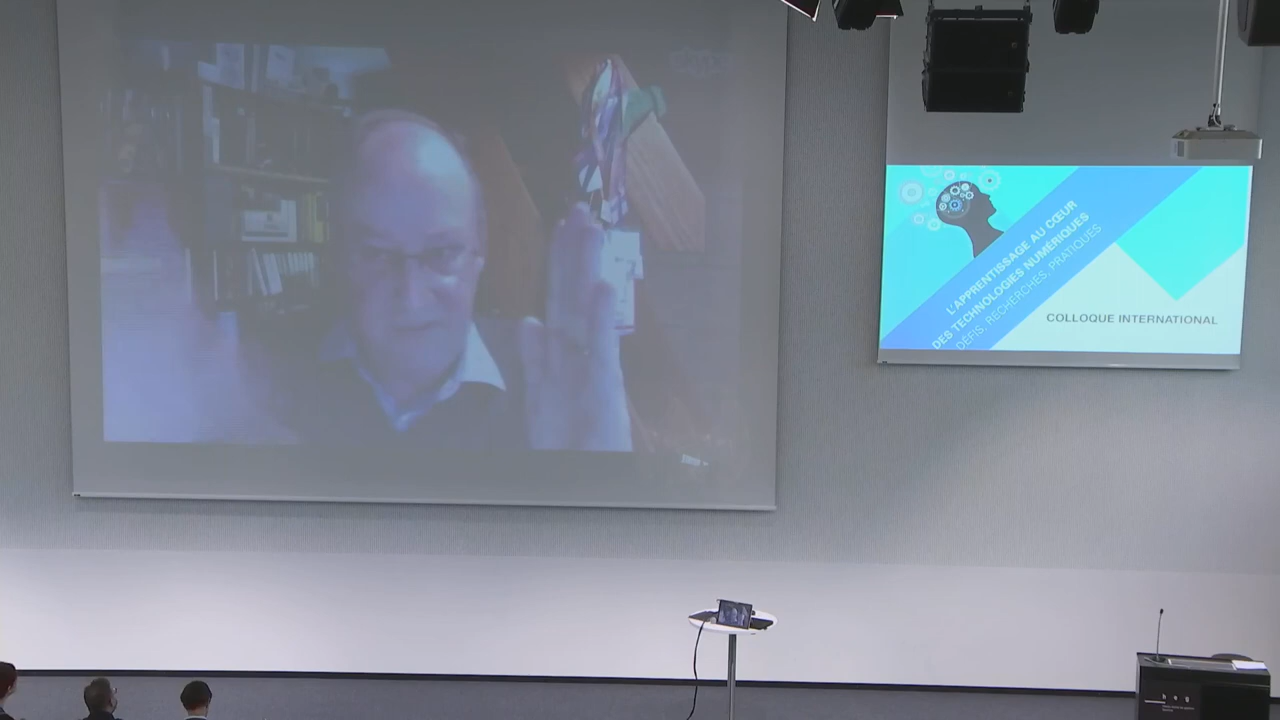 L'APPRENTISSAGE AU CŒUR
DES TECHNOLOGIES NUMÉRIQUES
DÉFIS, RECHERCHES, PRATIQUES
COLLOQUE INTERNATIONAL
h e g